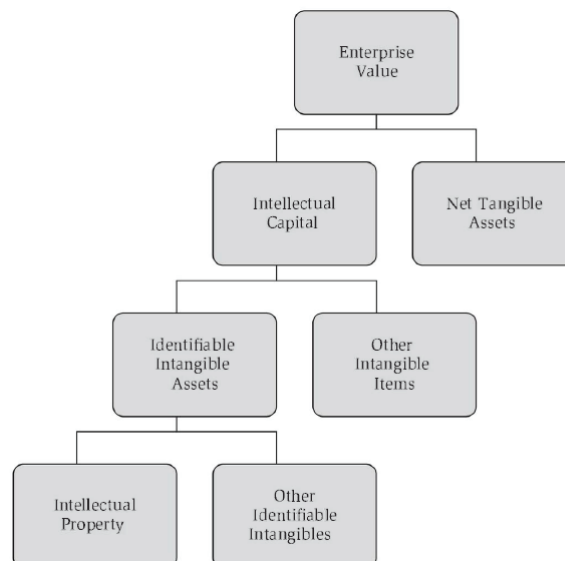 Enterprise
Value
Intellectual
Capital
Net Tangible
Assets
Identifiable
Intangible
Assets
Other
Intangible
Items
Intellectual
Property
Other
Identifiable
Intangibles